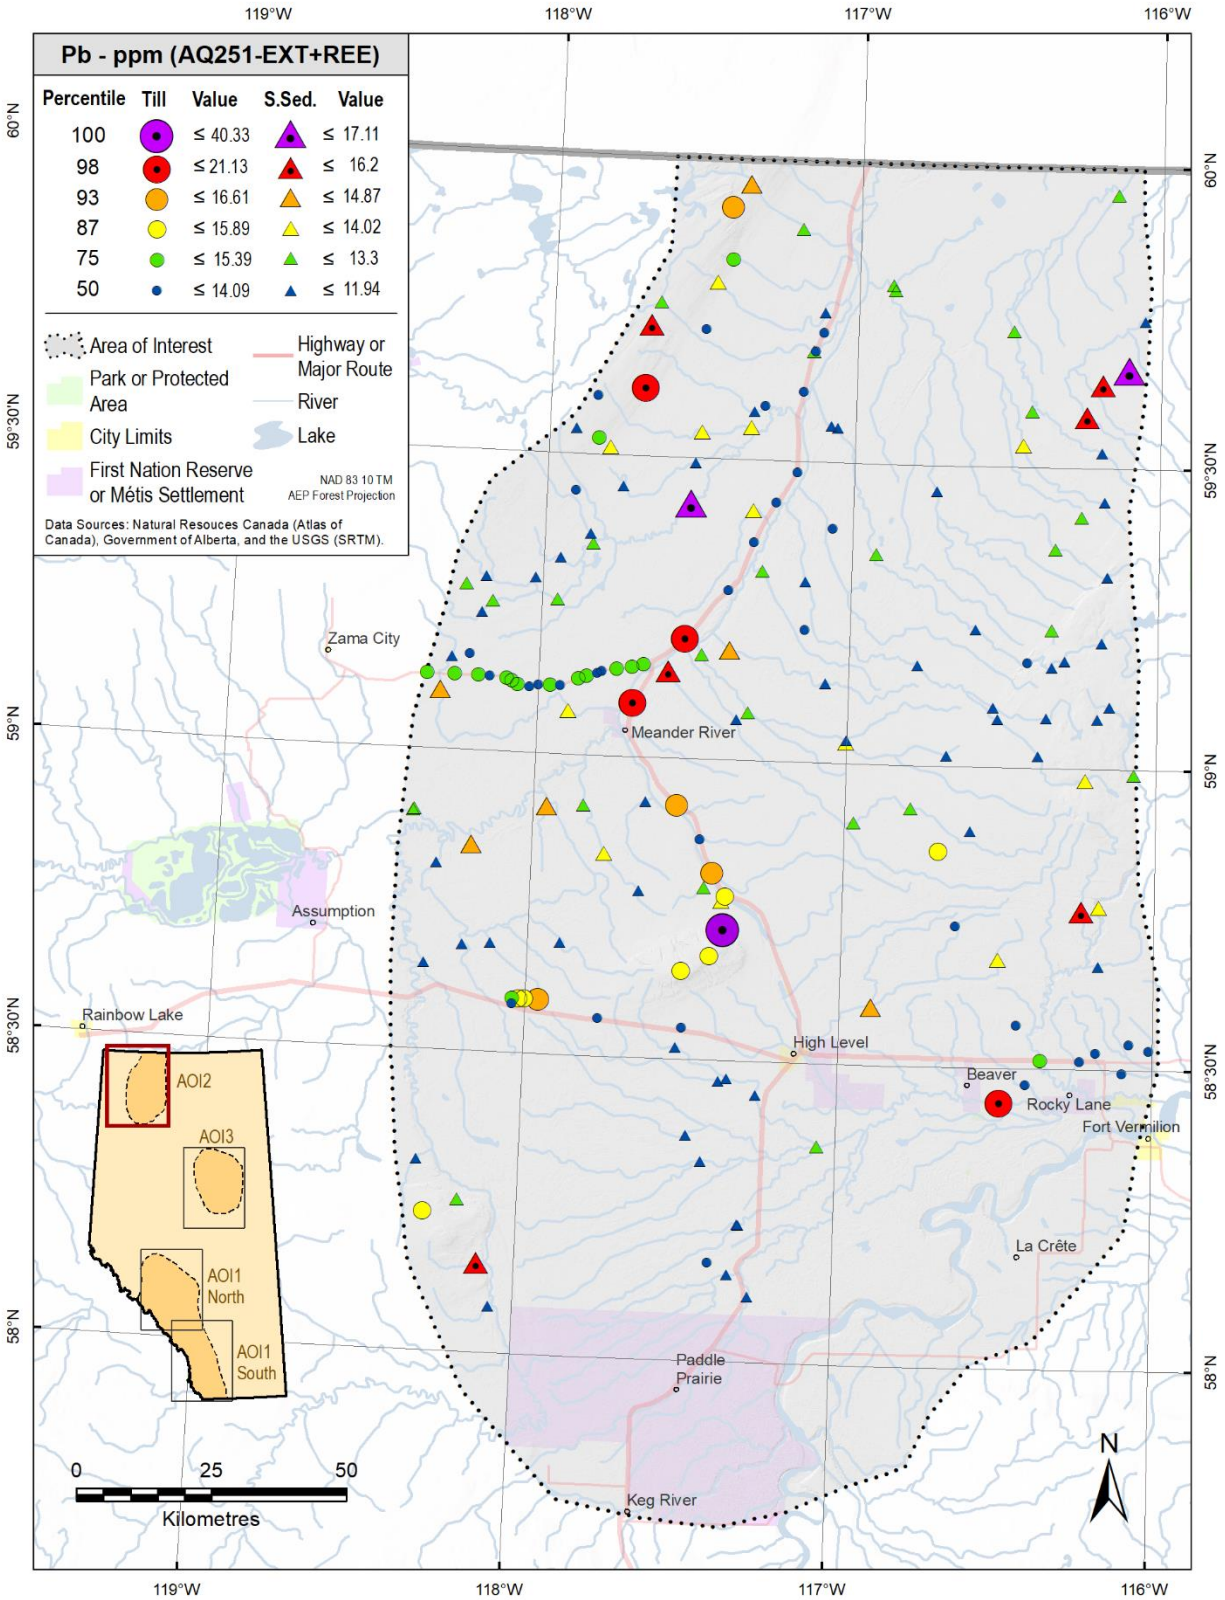 119°W 118°W 117°W 116°W
Pb - ppm (AQ251-EXT+REE)
Percentile Till Value S.Sed. Value
100 ≤ 40.33 ≤ 17.11
98 ≤ 21.13 ≤ 16.2
93 ≤ 16.61 ≤ 14.87
87 ≤ 15.89 ≤ 14.02
75 ≤ 15.39 ≤ 13.3
50 ≤ 14.09 ≤ 11.94
Area of Interest
Park or Protected
Area
City Limits
First Nation Reserve
or Métis Settlement
Highway or
Major Route
River
Lake
NAD 83 10 TM
AEP Forest Projection
Data Sources: Natural Resouces Canada (Atlas of
Canada), Government of Alberta, and the USGS (SRTM).
60°N
60°N
59°30'N
59°30'N
Zama City
59°N
Meander River
59°N
Assumption
58°30'N
Rainbow Lake
High Level
58°30'N
Beaver
Rocky Lane
Fort Vermilion
AOI2
AOI3
AOI1
North
AOI1
South
La Crête
58°N
Paddle
Prairie
58°N
N
0 25 50
Kilometres
Keg River
119°W 118°W 117°W 116°W